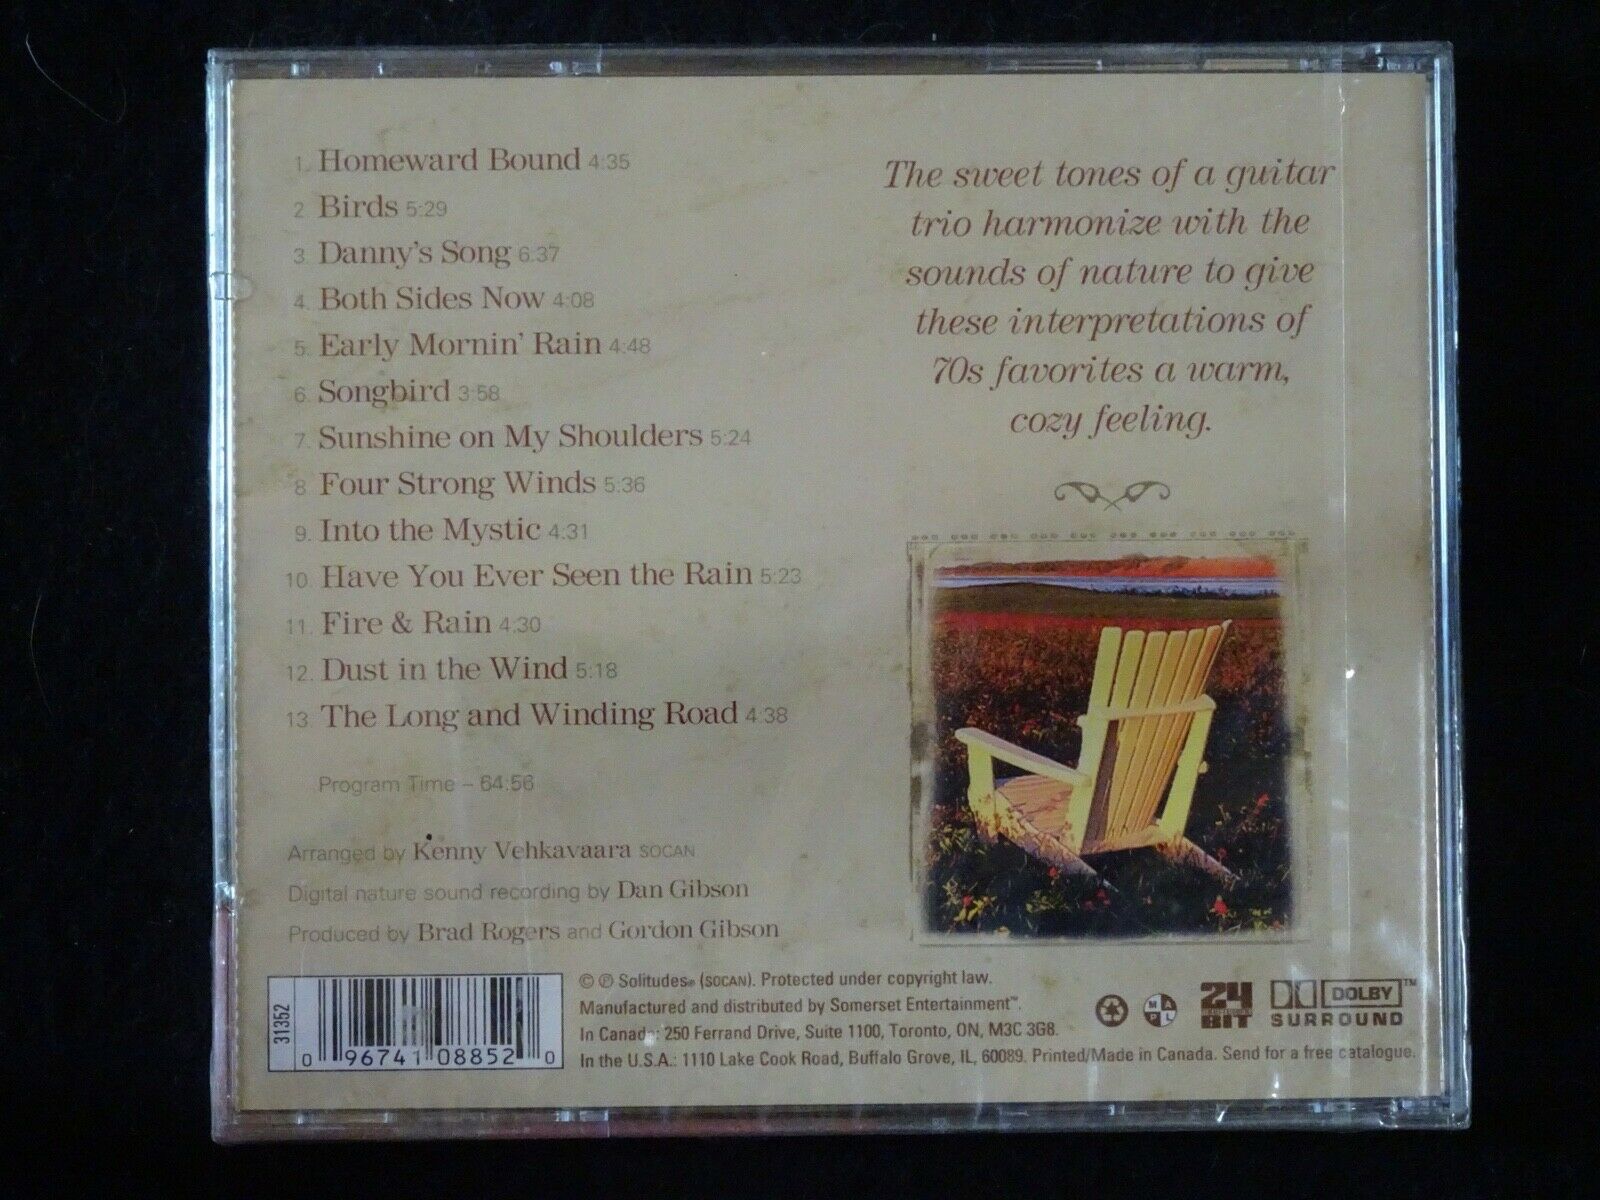 1. Homeward Bound 4:35
2. Birds 5:29
3. Danny's Song 6:37
4. Both Sides Now 4:08
5. Early Mornin' Rain 4:48
6. Songbird 3:58
7. Sunshine on My Shoulders 5:24
8. Four Strong Winds 5:36
9. Into the Mystic 4:31
10. Have You Ever Seen the Rain 5:23
11. Fire & Rain 4:30
12. Dust in the Wind 5:18
13. The Long and Winding Road 4:38
Program Time – 64:56
Arranged by Kenny Vehkavaara SOCAN
Digital nature sound recording by Dan Gibson
Produced by Brad Rogers and Gordon Gibson
The sweet tones of a guitar
trio harmonize with the
sounds of nature to give
these interpretations of
70s favorites a warm,
cozy feeling.
31352
0 96741 08852 0
© ℗ Solitudes® (SOCAN). Protected under copyright law.
Manufactured and distributed by Somerset Entertainment™.
In Canada: 250 Ferrand Drive, Suite 1100, Toronto, ON, M3C 3G8.
In the U.S.A.: 1110 Lake Cook Road, Buffalo Grove, IL, 60089. Printed/Made in Canada. Send for a free catalogue.
M A
P L
24
BIT
DOLBY™
SURROUND